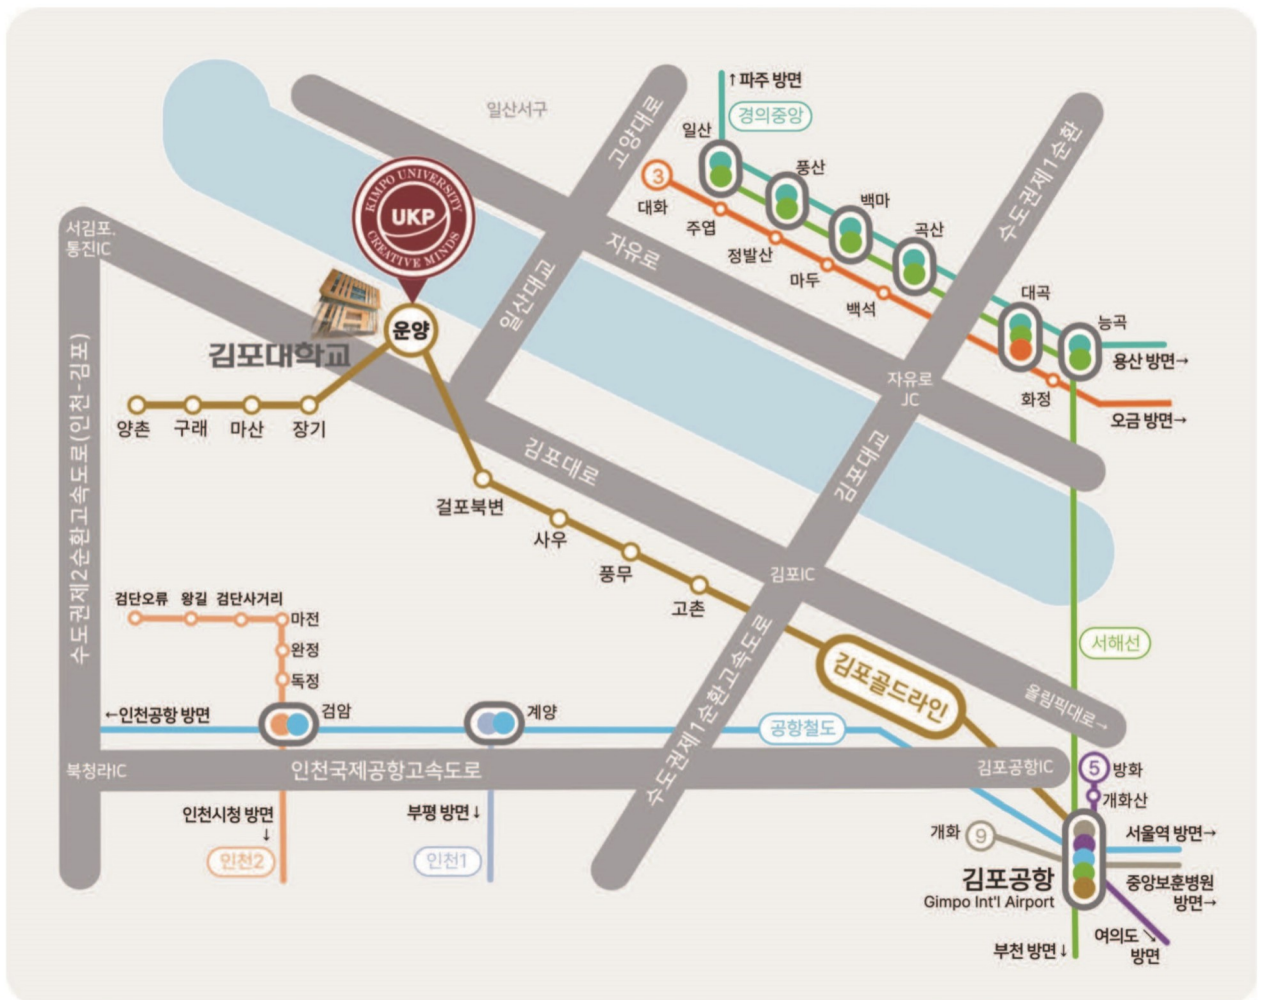 ↑파주 방면
경의중앙
일산서구
고양대로
일산
풍산
백마
곡산
대곡
능곡
용산 방면→
3
대화
주엽
정발산
마두
백석
화정
오금 방면→
수도권제1순환
자유로
자유로
JC
일산대교
김포대교
KIMPO UNIVERSITY
UKP
CREATIVE MINDS
서김포.
통진IC
운양
김포대학교
양촌
구래
마산
장기
김포대로
걸포북변
사우
풍무
고촌
김포IC
수도권제2순환고속도로(인천-김포)
검단오류
왕길
검단사거리
마전
완정
독정
검암
계양
←인천공항 방면
공항철도
김포골드라인
서해선
올림픽대로→
수도권제1순환고속도로
북청라IC
인천국제공항고속도로
김포공항IC
인천시청 방면
↓
인천2
부평 방면↓
인천1
5
방화
개화산
개화
9
서울역 방면→
김포공항
Gimpo Int'l Airport
중앙보훈병원
방면→
여의도 ↘
방면
부천 방면↓